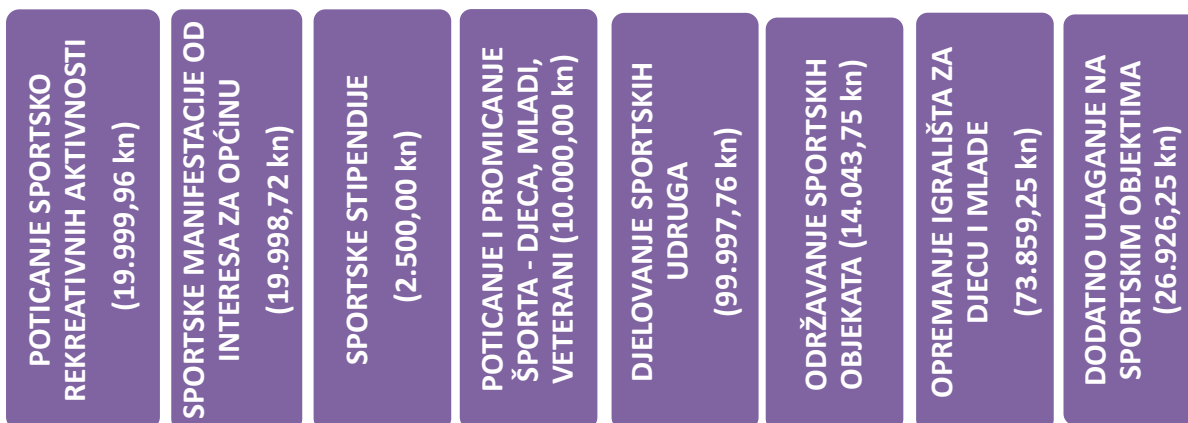 POTICANJE SPORTSKO
REKREATIVNIH AKTIVNOSTI
(19.999,96 kn)
SPORTSKE MANIFESTACIJE OD
INTERESA ZA OPĆINU
(19.998,72 kn)
SPORTSKE STIPENDIJE
(2.500,00 kn)
POTICANJE I PROMICANJE
ŠPORTA - DJECA, MLADI,
VETERANI (10.000,00 kn)
DJELOVANJE SPORTSKIH
UDRUGA
(99.997,76 kn)
ODRŽAVANJE SPORTSKIH
OBJEKATA (14.043,75 kn)
OPREMANJE IGRALIŠTA ZA
DJECU I MLADE
(73.859,25 kn)
DODATNO ULAGANJE NA
SPORTSKIM OBJEKTIMA
(26.926,25 kn)